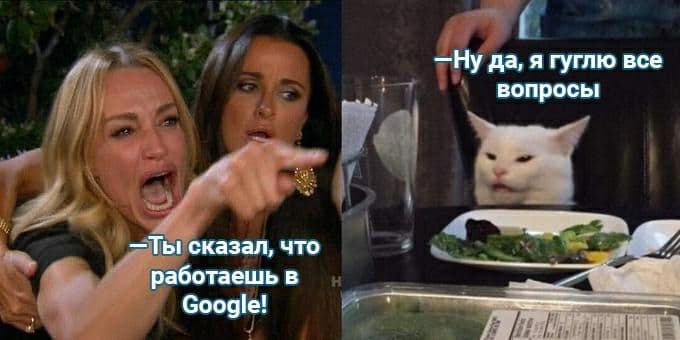 —Ты сказал, что
работаешь в
Google!
—Ну да, я гуглю все
вопросы